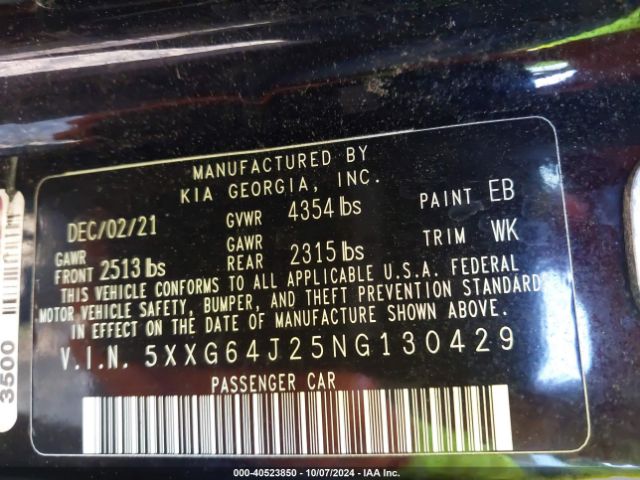 MANUFACTURED BY
KIA GEORGIA, INC.
DEC/02/21 GVWR 4354 lbs PAINT EB
GAWR FRONT 2513 lbs GAWR REAR 2315 lbs TRIM WK
THIS VEHICLE CONFORMS TO ALL APPLICABLE U.S.A. FEDERAL
MOTOR VEHICLE SAFETY, BUMPER, AND THEFT PREVENTION STANDARD
IN EFFECT ON THE DATE OF MANUFACTURE SHOWN ABOVE.
V.I.N. 5XXG64J25NG130429
PASSENGER CAR
3500
000-40523850 - 10/07/2024 - IAA Inc.